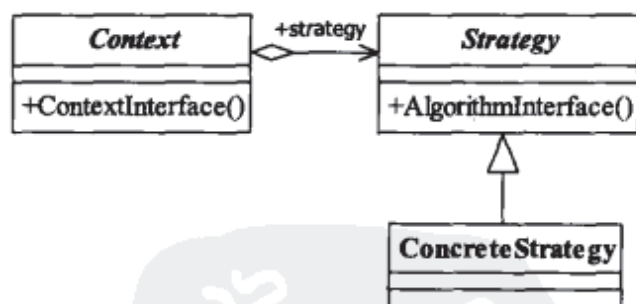 Context
+strategy
Strategy
+ContextInterface()
+AlgorithmInterface()
ConcreteStrategy